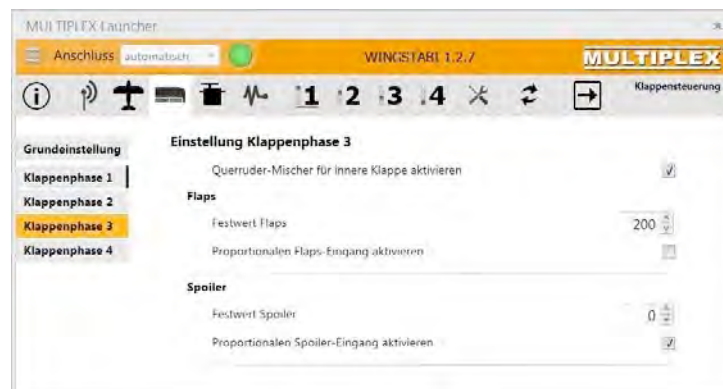 MULTIPLEX Launcher
Anschluss automatisch WINGSTABI 1.2.7 MULTIPLEX
1 2 3 4 Klappensteuerung
Grundeinstellung
Klappenphase 1
Klappenphase 2
Klappenphase 3
Klappenphase 4
Einstellung Klappenphase 3
Querruder-Mischer für innere Klappe aktivieren
Flaps
Festwert Flaps 200
Proportionalen Flaps-Eingang aktivieren
Spoiler
Festwert Spoiler 0
Proportionalen Spoiler-Eingang aktivieren